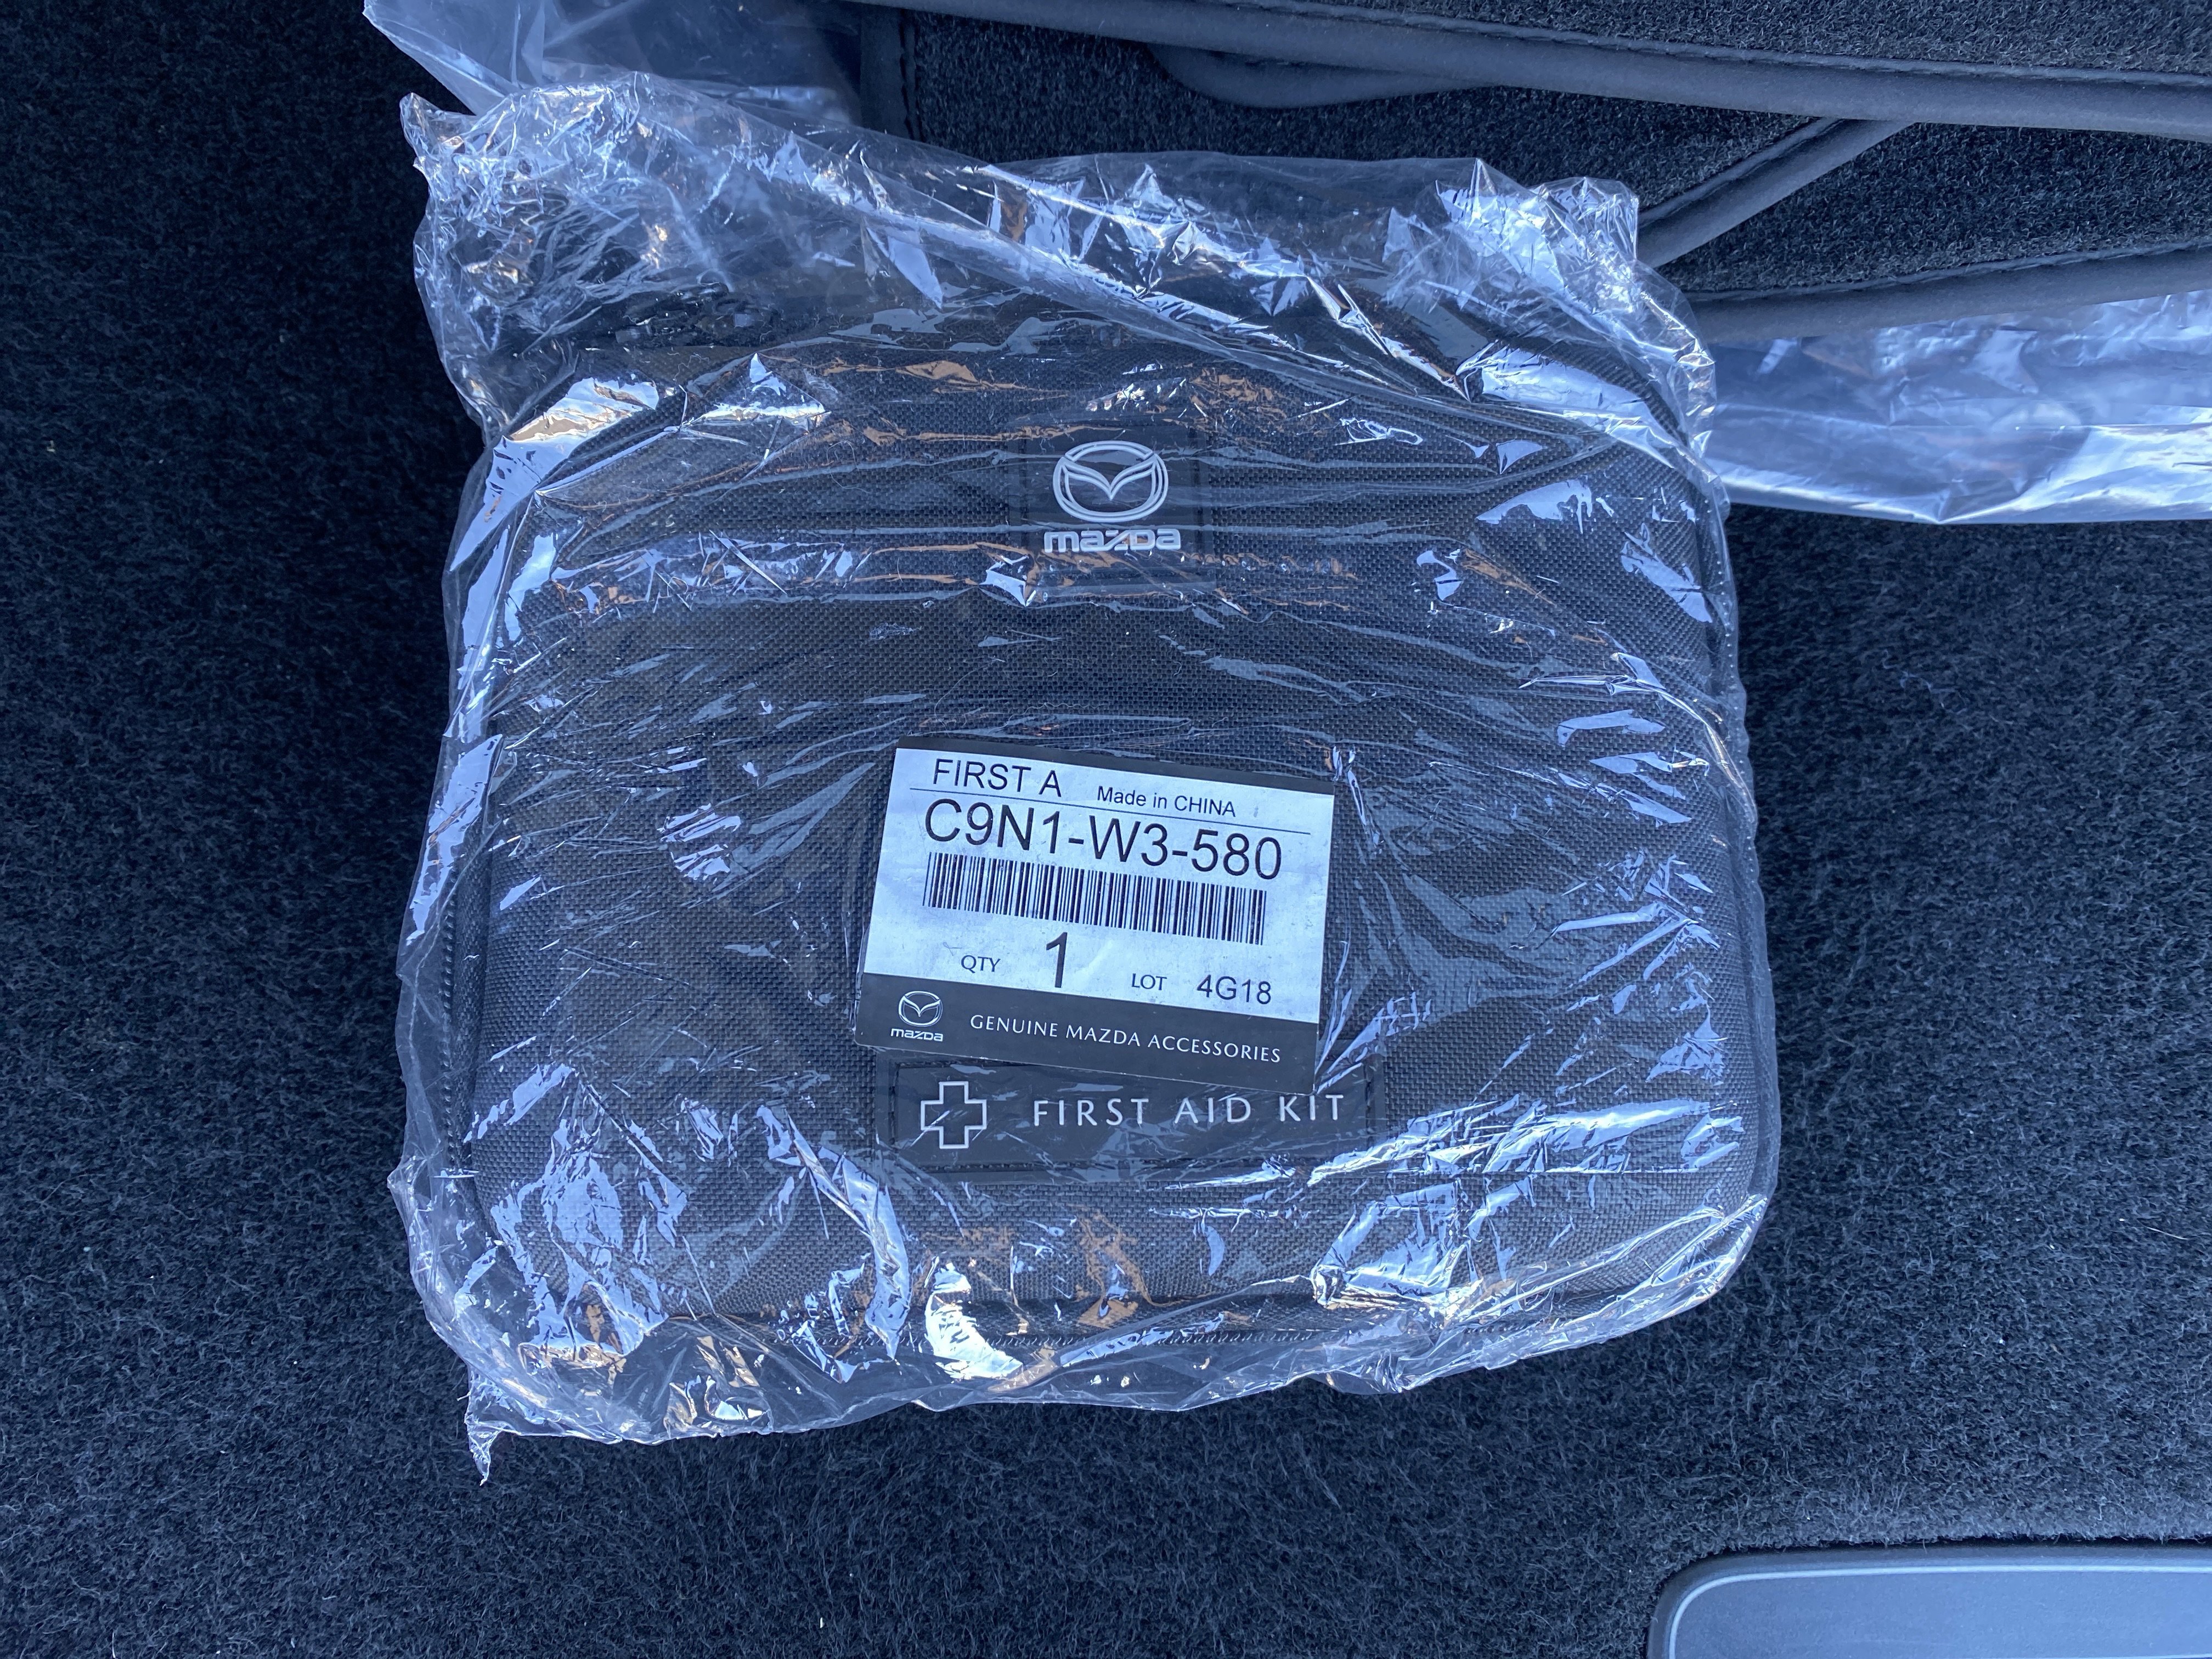 mazda
FIRST A Made in CHINA
C9N1-W3-580
QTY 1 LOT 4G18
mazda GENUINE MAZDA ACCESSORIES
FIRST AID KIT